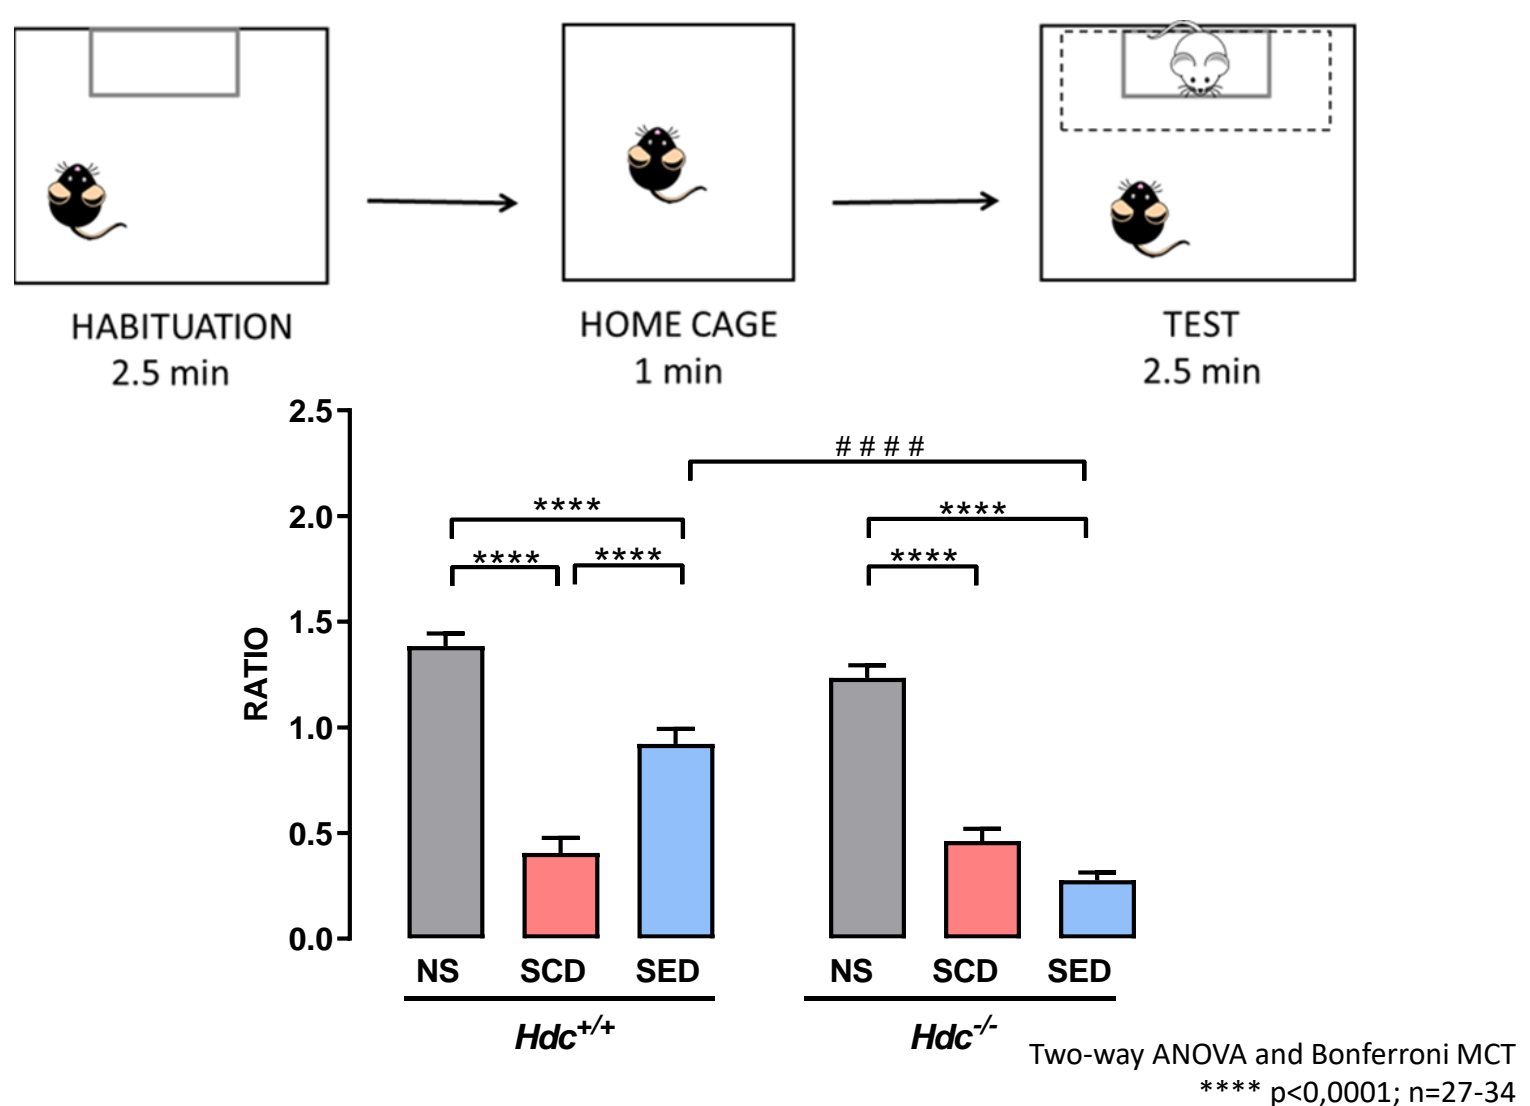 HABITUATION
2.5 min
HOME CAGE
1 min
TEST
2.5 min
2.5
2.0
1.5
1.0
0.5
0.0
RATIO
# # # #
****
****
****
****
****
NS SCD SED
NS SCD SED
Hdc+/+
Hdc-/-
Two-way ANOVA and Bonferroni MCT
**** p<0,0001; n=27-34